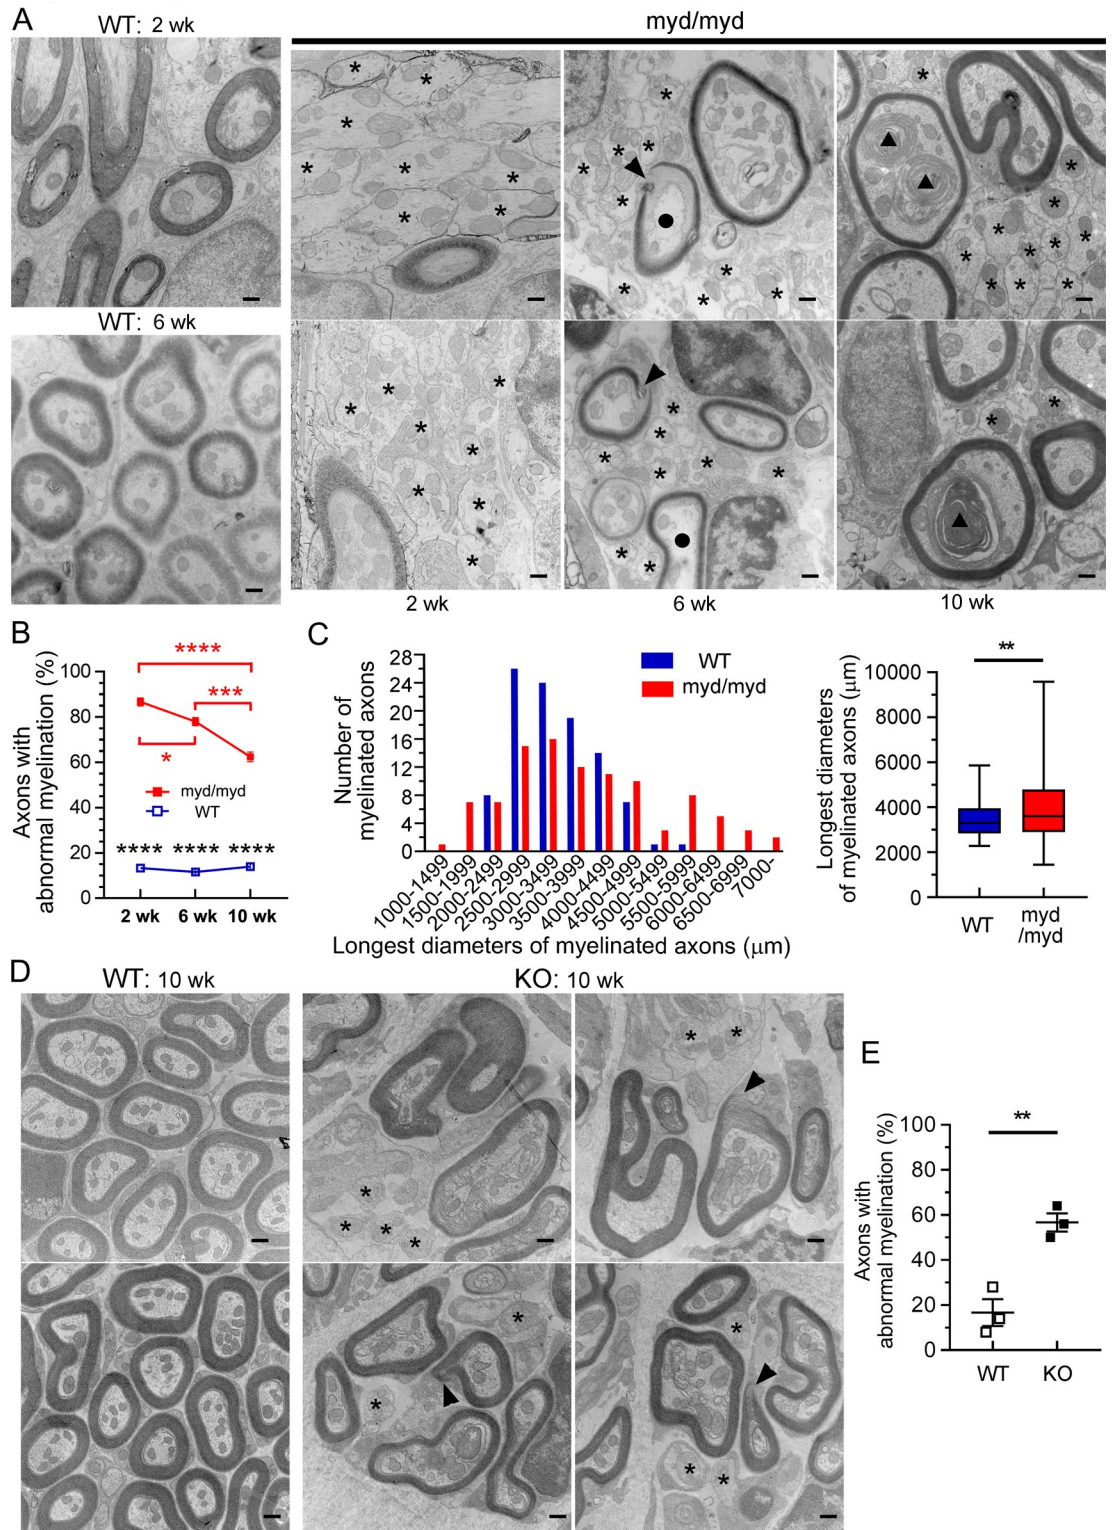 A
WT: 2 wk
myd/myd
WT: 6 wk
2 wk
6 wk
10 wk
B
Axons with
abnormal myelination (%)
100
80
60
40
20
0
****
***
*
myd/myd
WT
**** **** ****
2 wk 6 wk 10 wk
C
Number of
myelinated axons
28
24
20
16
12
8
4
0
WT
myd/myd
1000-1499
1500-1999
2000-2499
2500-2999
3000-3499
3500-3999
4000-4499
4500-4999
5000-5499
5500-5999
6000-6499
6500-6999
7000-
Longest diameters of myelinated axons (μm)
Longest diameters
of myelinated axons (μm)
10000
8000
6000
4000
2000
0
**
WT
myd
/myd
D
WT: 10 wk
KO: 10 wk
E
Axons with
abnormal myelination (%)
100
80
60
40
20
0
**
WT KO